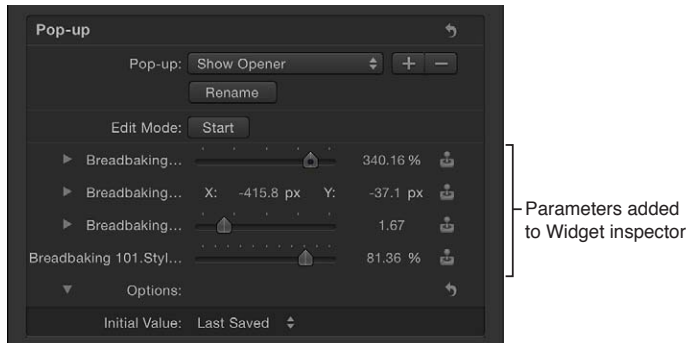 Pop-up
Pop-up: Show Opener + −
Rename
Edit Mode: Start
Breadbaking... 340.16 %
Breadbaking... X: -415.8 px Y: -37.1 px
Breadbaking... 1.67
Breadbaking 101.Styl... 81.36 %
Options:
Initial Value: Last Saved
Parameters added
to Widget inspector